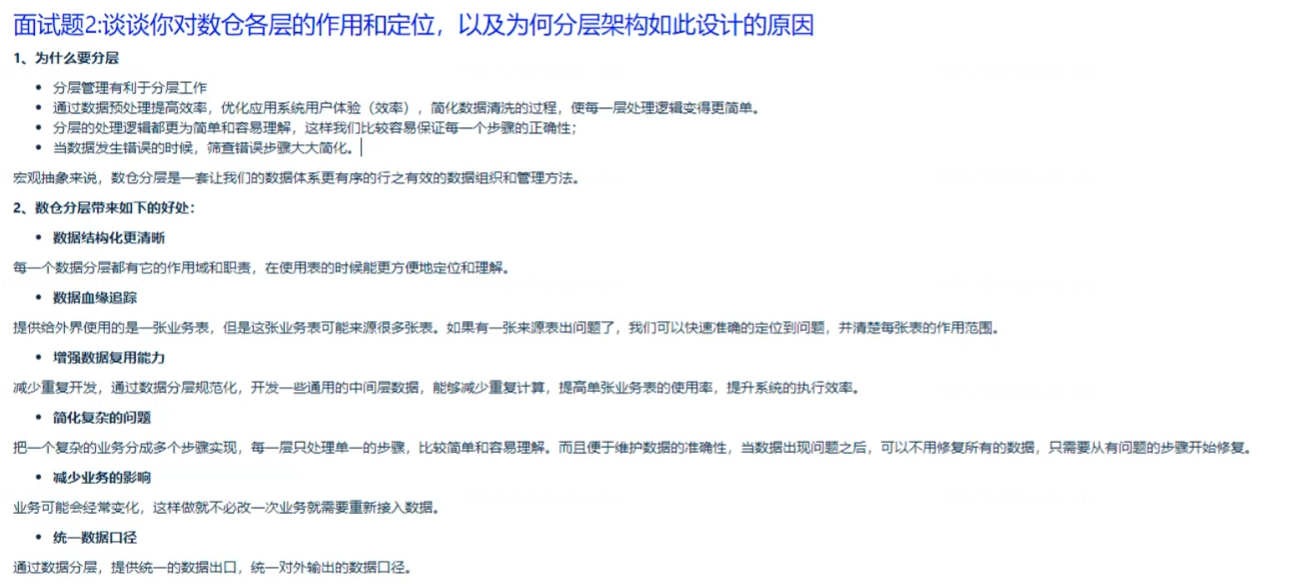 面试题2:谈谈你对数仓各层的作用和定位，以及为何分层架构如此设计的原因
1、为什么要分层
• 分层管理有利于分层工作
• 通过数据预处理提高效率，优化应用系统用户体验（效率），简化数据清洗的过程，使每一层处理逻辑变得更简单。
• 分层的处理逻辑都更为简单和容易理解，这样我们比较容易保证每一个步骤的正确性；
• 当数据发生错误的时候，筛查错误步骤大大简化。
宏观抽象来说，数仓分层是一套让我们的数据体系更有序的行之有效的数据组织和管理方法。
2、数仓分层带来如下的好处：
• 数据结构化更清晰
每一个数据分层都有它的作用域和职责，在使用表的时候能更方便地定位和理解。
• 数据血缘追踪
提供给外界使用的是一张业务表，但是这张业务表可能来源很多张表。如果有一张来源表出问题了，我们可以快速准确的定位到问题，并清楚每张表的作用范围。
• 增强数据复用能力
减少重复开发，通过数据分层规范化，开发一些通用的中间层数据，能够减少重复计算，提高单张业务表的使用率，提升系统的执行效率。
• 简化复杂的问题
把一个复杂的业务分成多个步骤实现，每一层只处理单一的步骤，比较简单和容易理解。而且便于维护数据的准确性，当数据出现问题之后，可以不用修复所有的数据，只需要从有问题的步骤开始修复。
• 减少业务的影响
业务可能会经常变化，这样做就不必改一次业务就需要重新接入数据。
• 统一数据口径
通过数据分层，提供统一的数据出口，统一对外输出的数据口径。